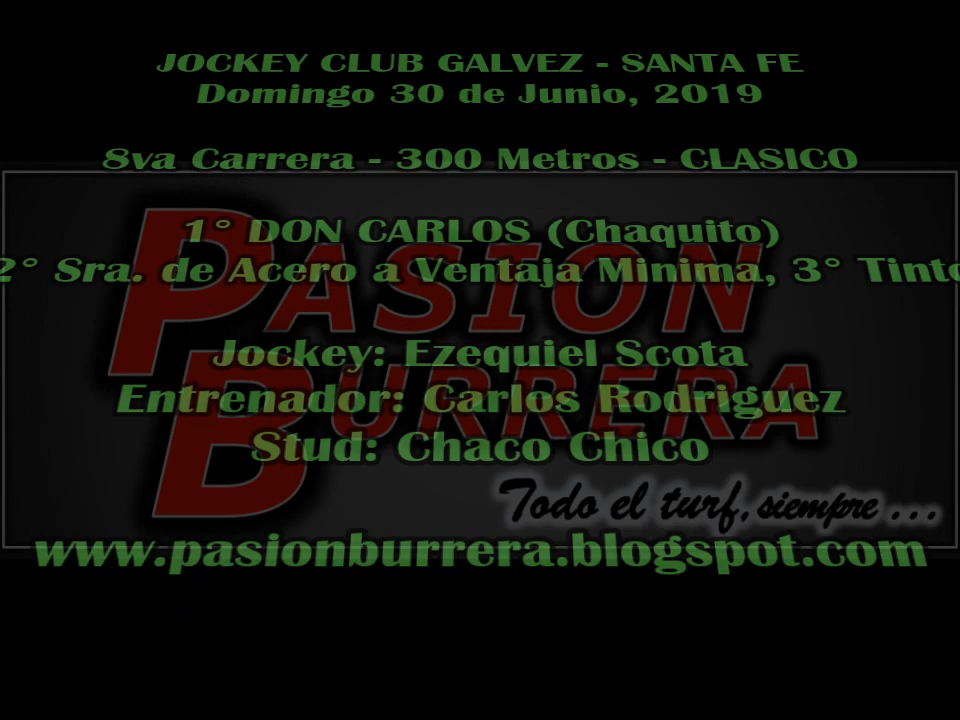 JOCKEY CLUB GALVEZ - SANTA FE
Domingo 30 de Junio, 2019
8va Carrera - 300 Metros - CLASICO
1° DON CARLOS (Chaquito)
2° Sra. de Acero a Ventaja Minima, 3° Tinto
PASION
Jockey: Ezequiel Scota
BURRERA
Entrenador: Carlos Rodriguez
Stud: Chaco Chico
Todo el turf, siempre ...
www.pasionburrera.blogspot.com